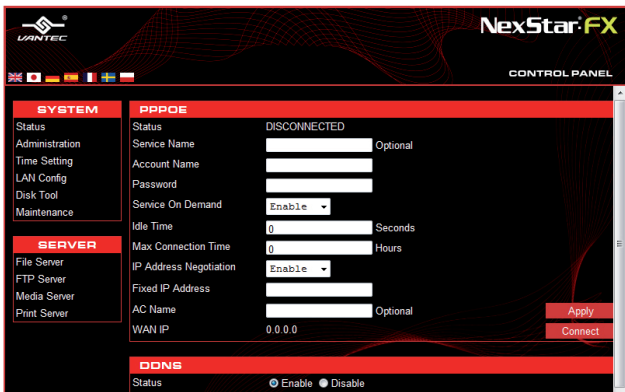 VANTEC
NexStar FX
CONTROL PANEL
SYSTEM
Status
Administration
Time Setting
LAN Config
Disk Tool
Maintenance
SERVER
File Server
FTP Server
Media Server
Print Server
PPPOE
Status DISCONNECTED
Service Name Optional
Account Name
Password
Service On Demand Enable
Idle Time 0 Seconds
Max Connection Time 0 Hours
IP Address Negotiation Enable
Fixed IP Address
AC Name Optional
Apply
WAN IP 0.0.0.0
Connect
DDNS
Status Enable Disable